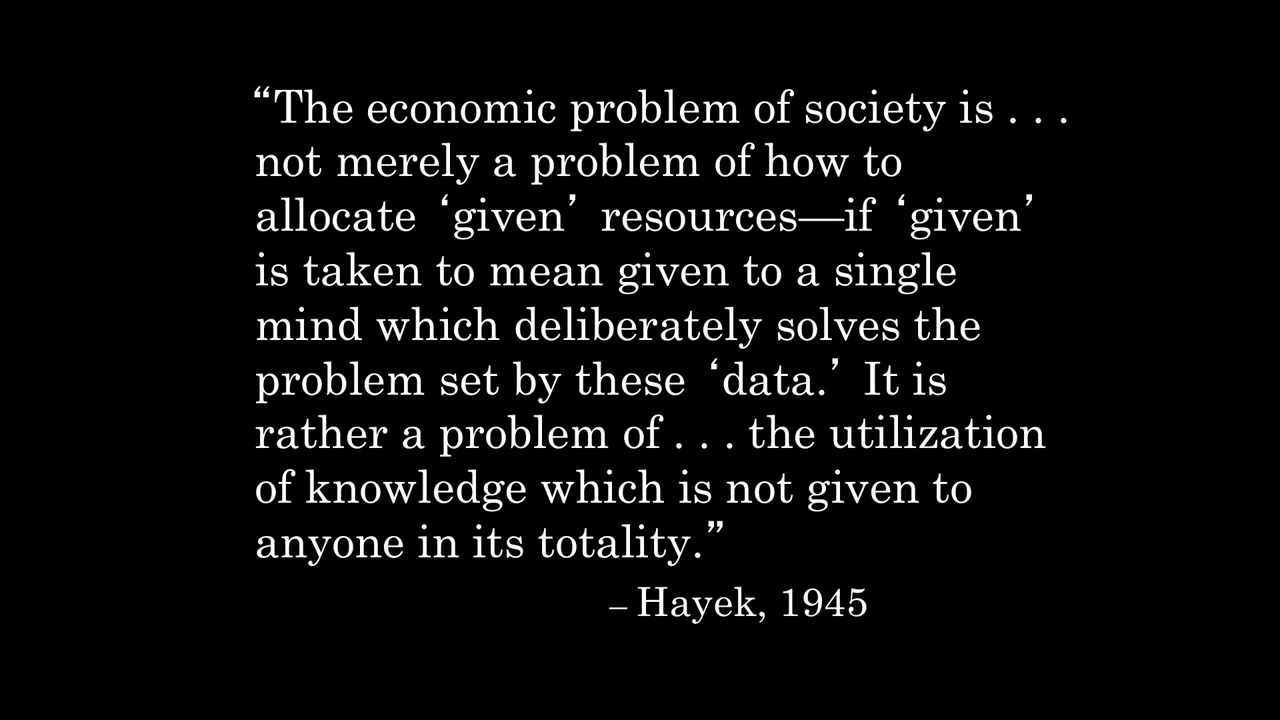 “The economic problem of society is . . .
not merely a problem of how to
allocate ‘given’ resources—if ‘given’
is taken to mean given to a single
mind which deliberately solves the
problem set by these ‘data.’ It is
rather a problem of . . . the utilization
of knowledge which is not given to
anyone in its totality.”
– Hayek, 1945